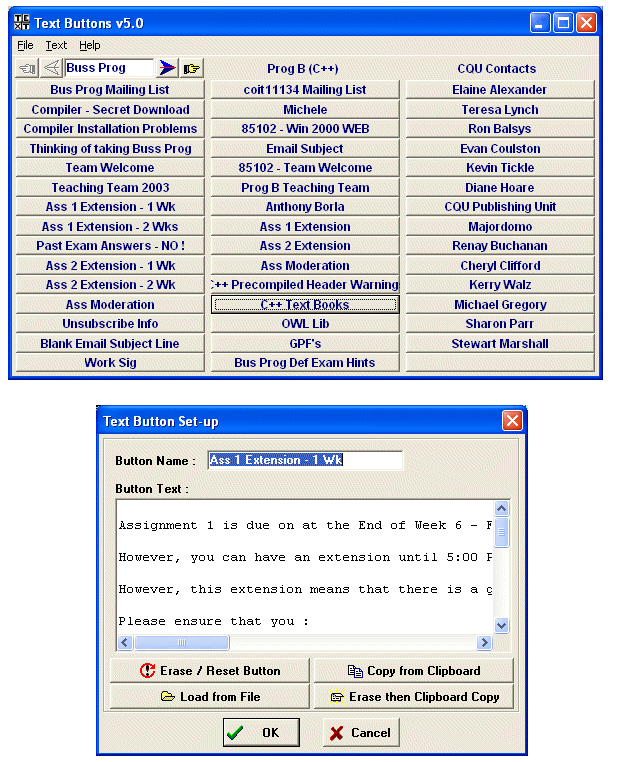 Text Buttons v5.0
File Text Help
Buss Prog Prog B (C++) CQU Contacts
Bus Prog Mailing List coit11134 Mailing List Elaine Alexander
Compiler - Secret Download Michele Teresa Lynch
Compiler Installation Problems 85102 - Win 2000 WEB Ron Balsys
Thinking of taking Buss Prog Email Subject Evan Coulston
Team Welcome 85102 - Team Welcome Kevin Tickle
Teaching Team 2003 Prog B Teaching Team Diane Hoare
Ass 1 Extension - 1 Wk Anthony Borla CQU Publishing Unit
Ass 1 Extension - 2 Wks Ass 1 Extension Majordomo
Past Exam Answers - NO ! Ass 2 Extension Renay Buchanan
Ass 2 Extension - 1 Wk Ass Moderation Cheryl Clifford
Ass 2 Extension - 2 Wk C++ Precompiled Header Warning Kerry Walz
Ass Moderation C++ Text Books Michael Gregory
Unsubscribe Info OWL Lib Sharon Parr
Blank Email Subject Line GPF's Stewart Marshall
Work Sig Bus Prog Def Exam Hints
Text Button Set-up
Button Name : Ass 1 Extension - 1 Wk
Button Text :
Assignment 1 is due on at the End of Week 6 - F
However, you can have an extension until 5:00 P
However, this extension means that there is a g
Please ensure that you :
Erase / Reset Button Copy from Clipboard
Load from File Erase then Clipboard Copy
OK Cancel